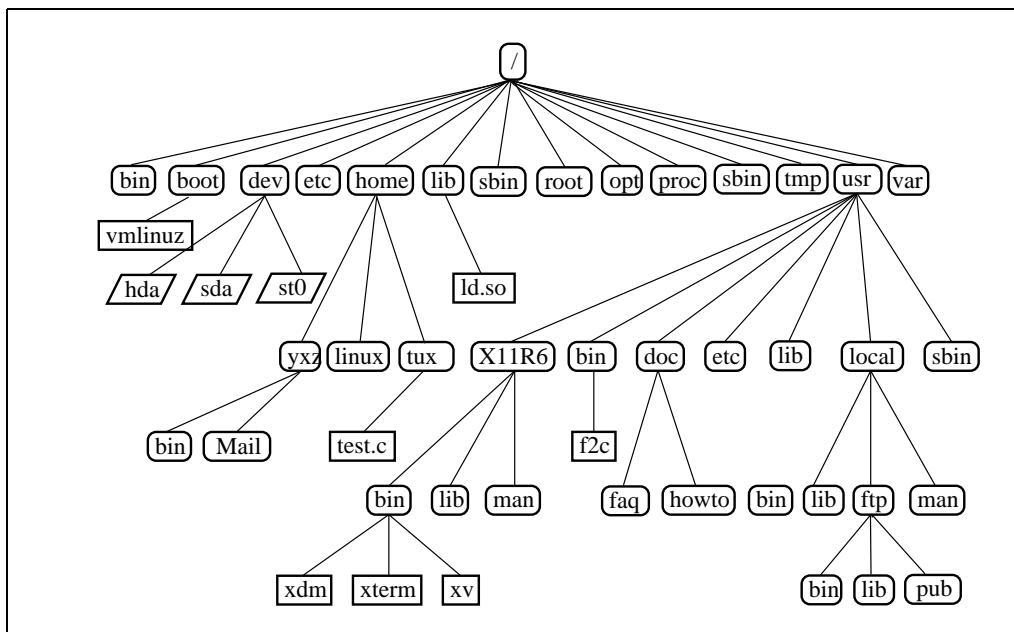 /
bin boot dev etc home lib sbin root opt proc sbin tmp usr var
vmlinuz
hda sda st0 ld.so
yxz linux tux X11R6 bin doc etc lib local sbin
bin Mail test.c f2c
bin lib man faq howto bin lib ftp man
xdm xterm xv bin lib pub